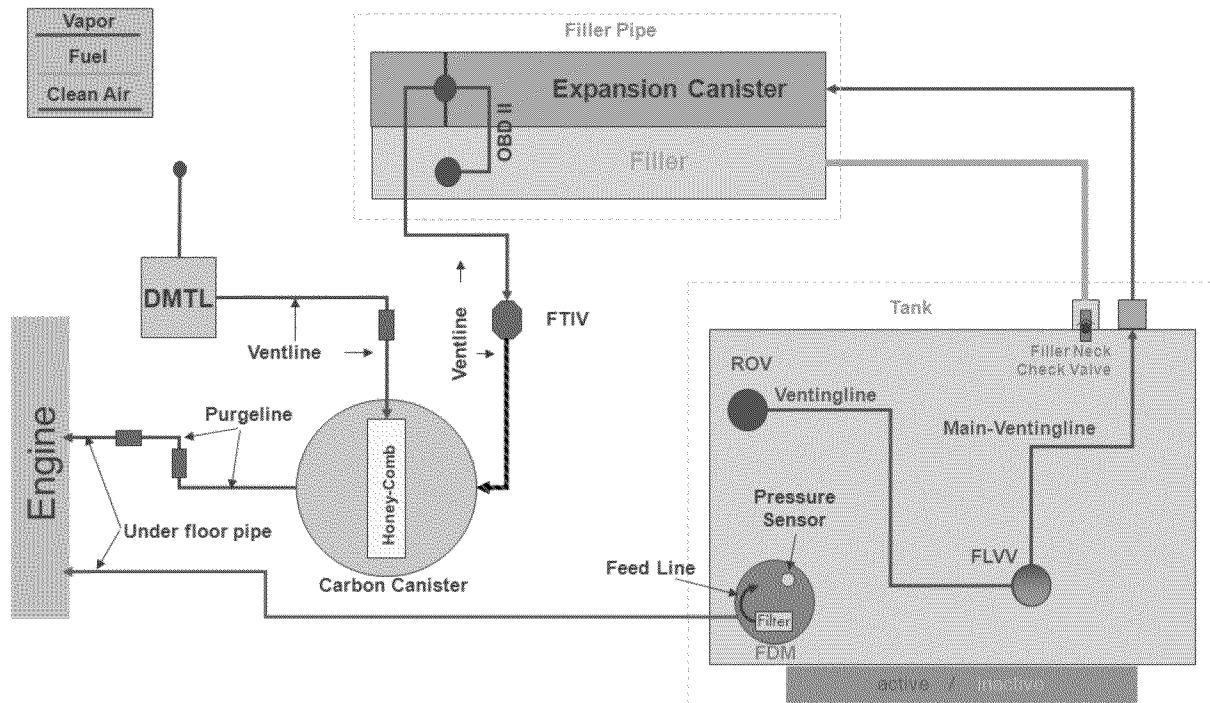 Vapor
Fuel
Clean Air
Filler Pipe
Expansion Canister
OBD II
Filler
DMTL
Ventline
Ventline
FTIV
Tank
Filler Neck
Check Valve
ROV
Ventingline
Main-Ventingline
Engine
Purgeline
Honey-Comb
Under floor pipe
Carbon Canister
Pressure
Sensor
Feed Line
FLVV
Filter
FDM
active / inactive